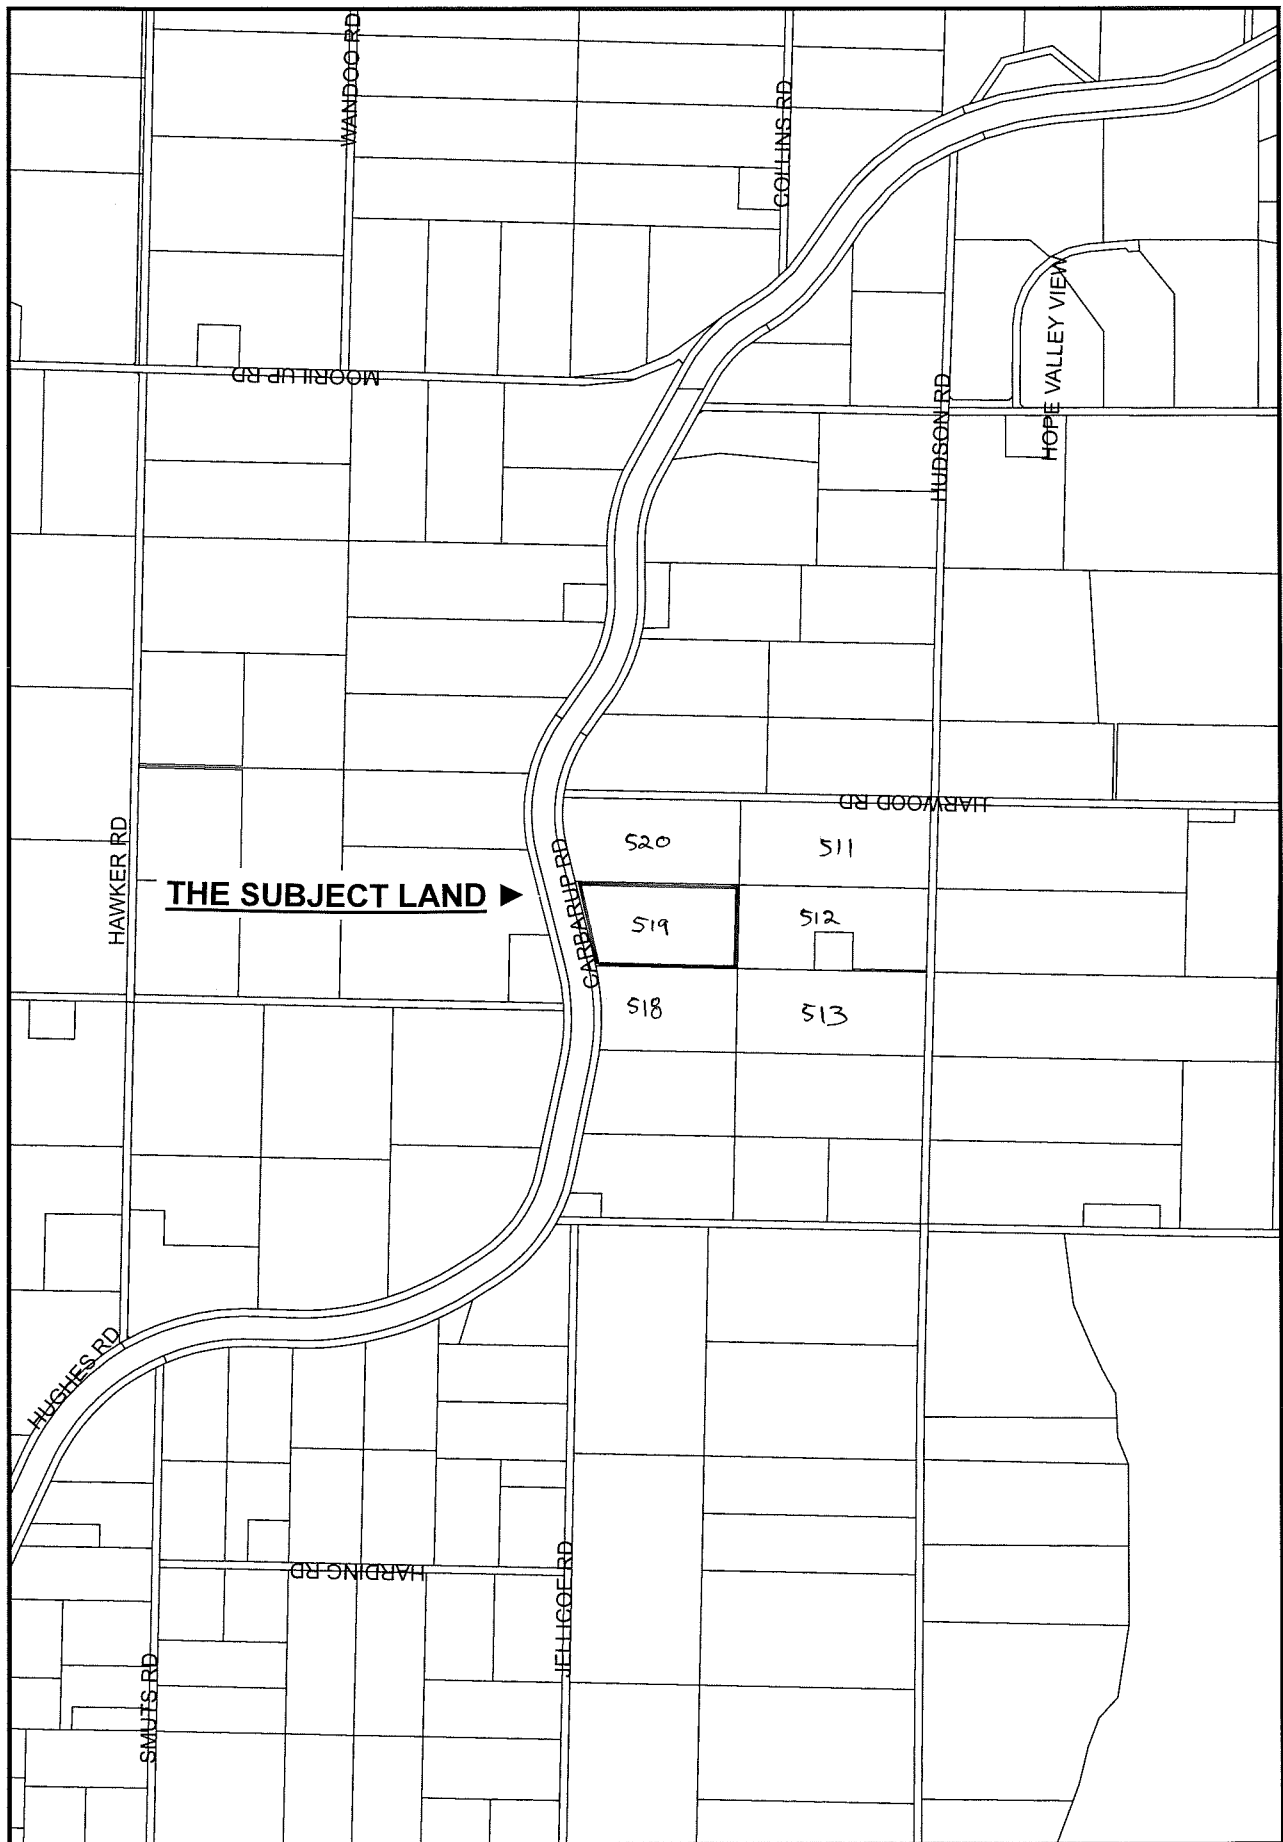 WANDOO RD
COLLINS RD
HOPE VALLEY VIEW
MOORILUP RD
HUDSON RD
HARWOOD RD
HAWKER RD
CARBARUP RD
520
511
THE SUBJECT LAND ►
519
512
518
513
HUGHES RD
HARDING RD
JELLICOE RD
SMUTS RD